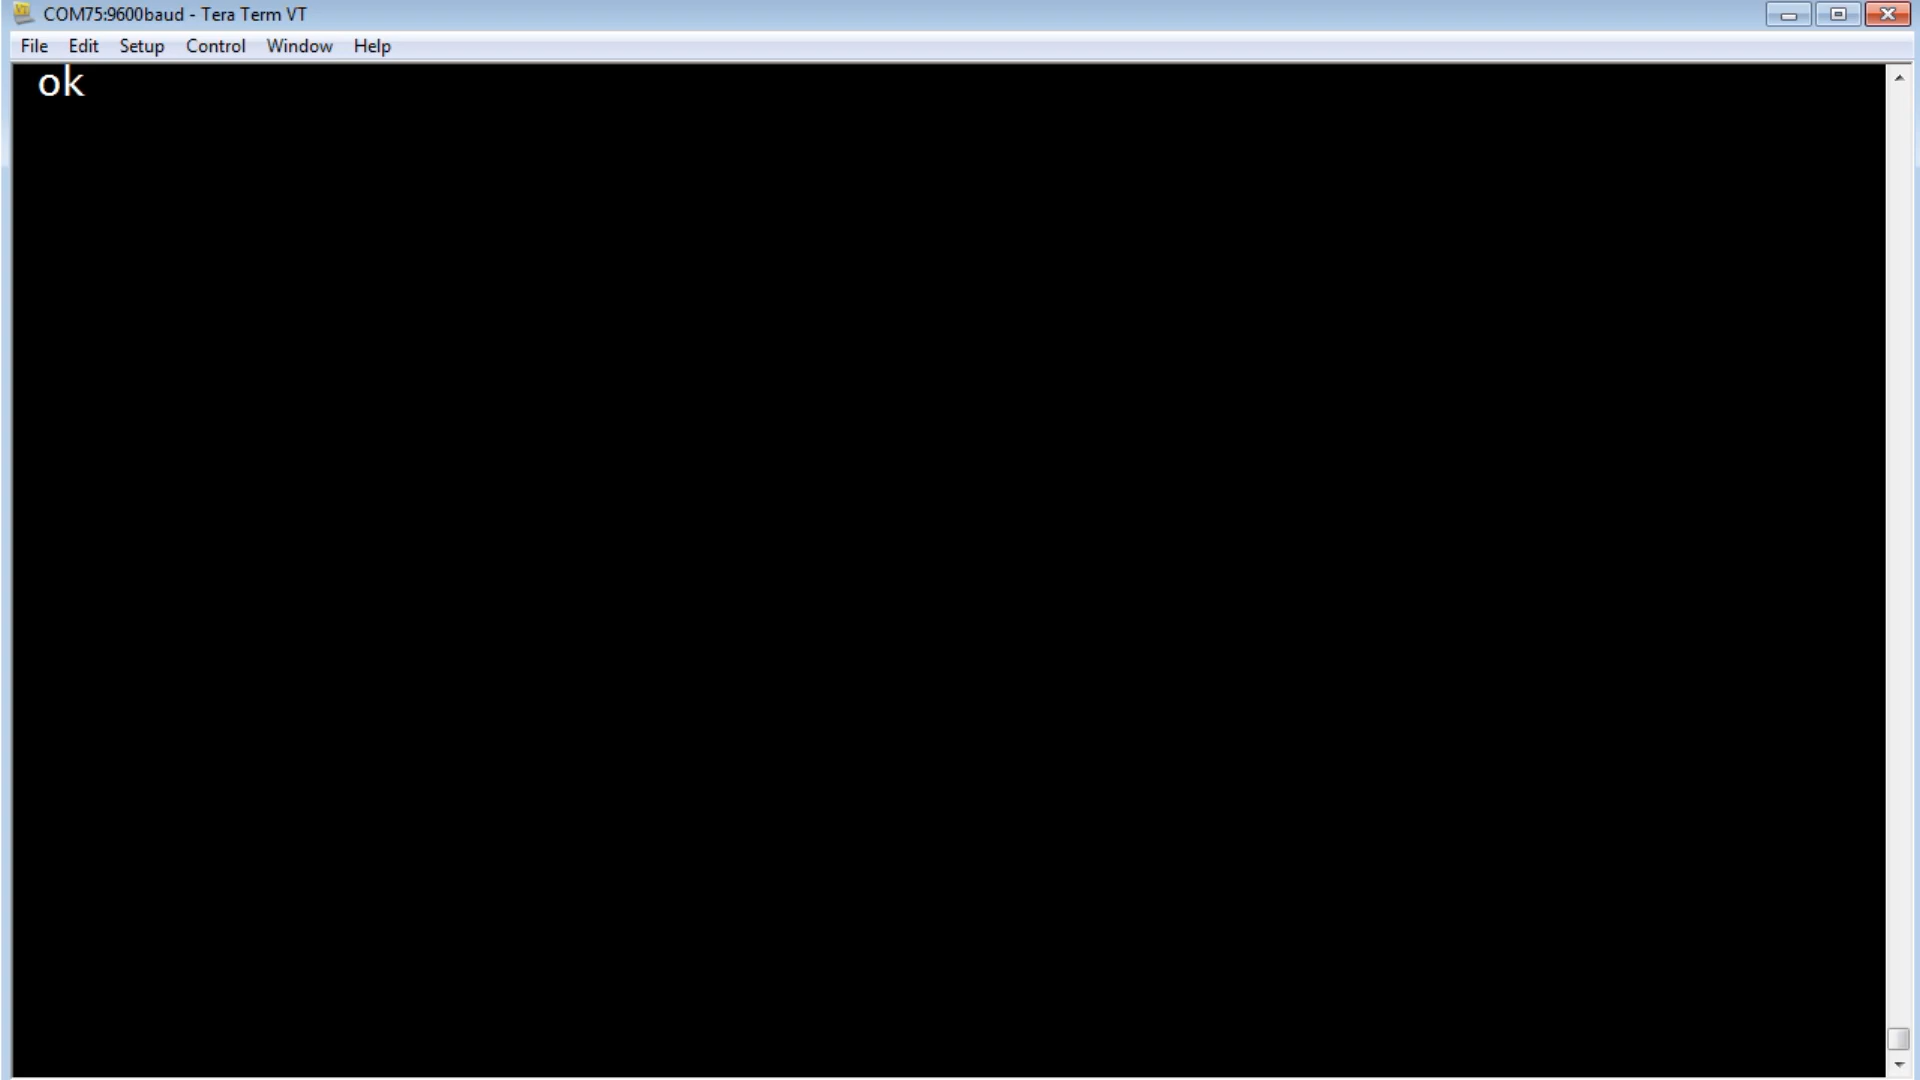 COM75:9600baud - Tera Term VT
File Edit Setup Control Window Help
ok